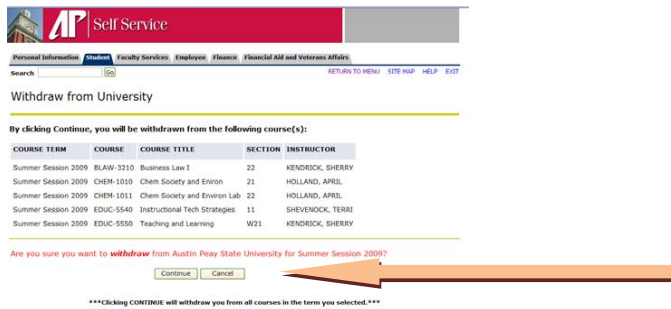 AP Self Service
Personal Information Student Faculty Services Employee Finance Financial Aid and Veterans Affairs
Search Go RETURN TO MENU SITE MAP HELP EXIT
Withdraw from University
By clicking Continue, you will be withdrawn from the following course(s):
COURSE TERM COURSE COURSE TITLE SECTION INSTRUCTOR
Summer Session 2009 BLAW-3210 Business Law I 22 KENDRICK, SHERRY
Summer Session 2009 CHEM-1010 Chem Society and Eniron 21 HOLLAND, APRIL
Summer Session 2009 CHEM-1011 Chem Society and Environ Lab 22 HOLLAND, APRIL
Summer Session 2009 EDUC-5540 Instructional Tech Strategies 11 SHEVENOCK, TERRI
Summer Session 2009 EDUC-5550 Teaching and Learning W21 KENDRICK, SHERRY
Are you sure you want to withdraw from Austin Peay State University for Summer Session 2009?
Continue Cancel
***Clicking CONTINUE will withdraw you from all courses in the term you selected.***